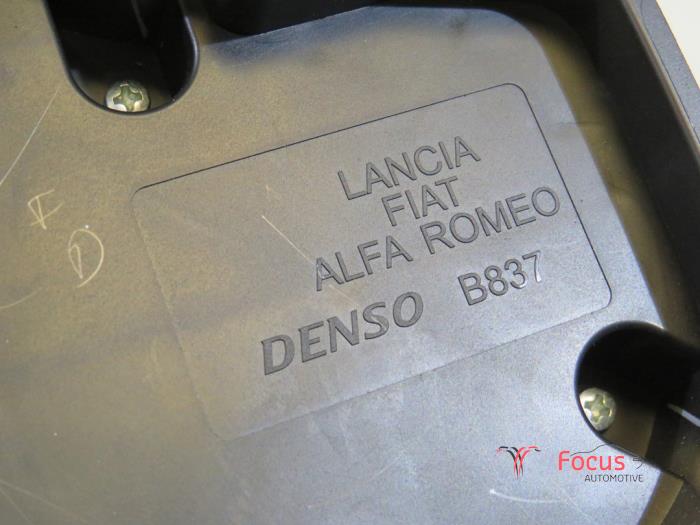 LANCIA
FIAT
ALFA ROMEO
DENSO B837
F
D
Focus
AUTOMOTIVE